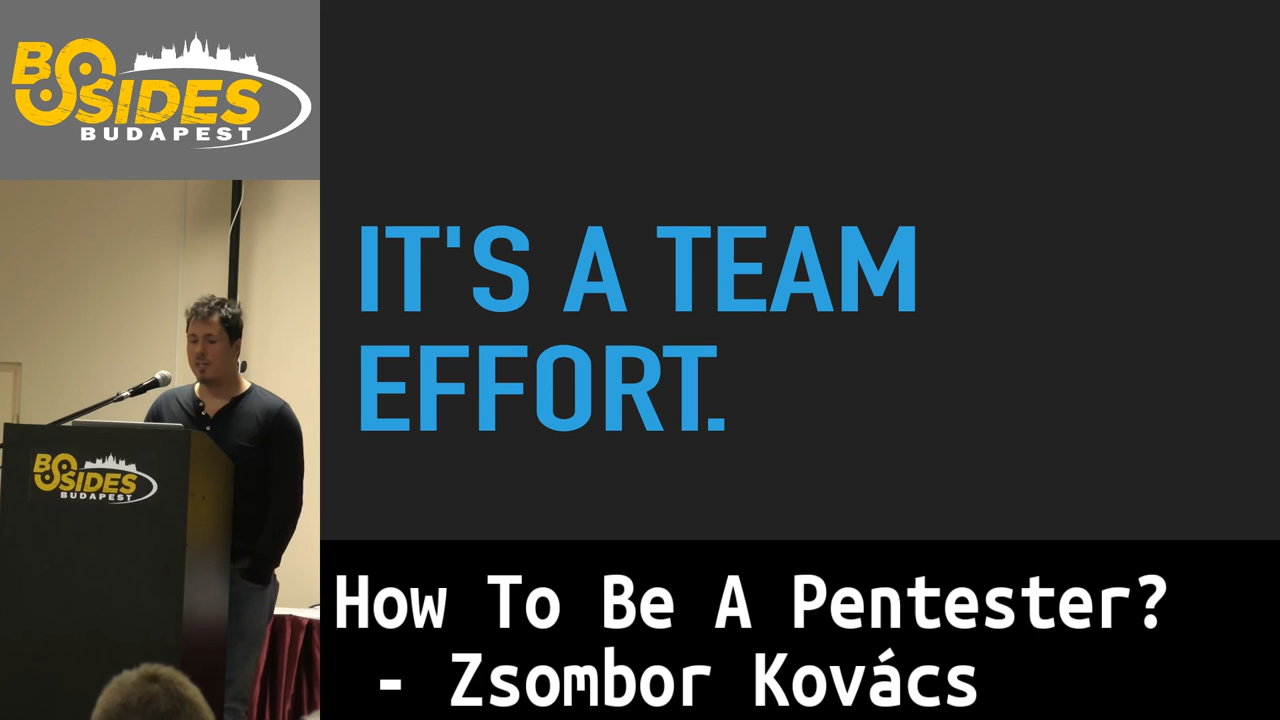 BSIDES
BUDAPEST
IT'S A TEAM
EFFORT.
BSIDES
BUDAPEST
How To Be A Pentester?
- Zsombor Kovács